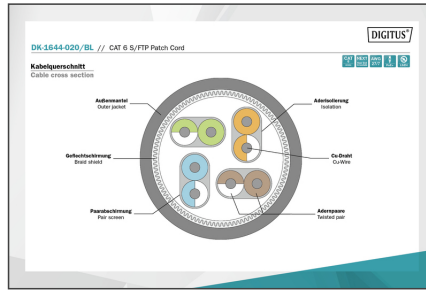 DIGITUS®
DK-1644-020/BL // CAT 6 S/FTP Patch Cord
Kabelquerschnitt
Cable cross section
Außenmantel
Outer jacket
Aderisolierung
Isolation
Geflechtschirmung
Braid shield
Cu-Draht
Cu-Wire
Paarabschirmung
Pair screen
Adernpaare
Twisted pair